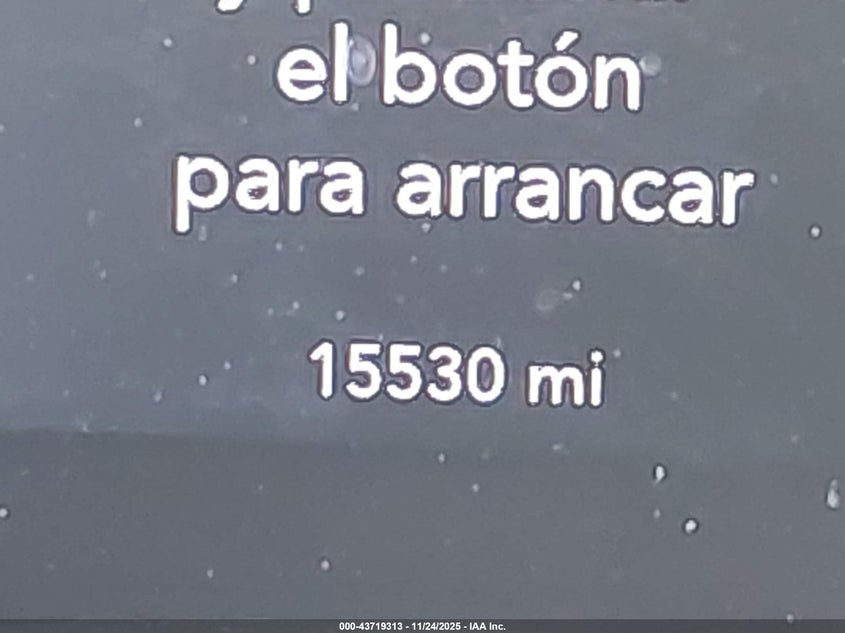 el botón
para arrancar
15530 mi
000-43719313 - 11/24/2025 - IAA Inc.